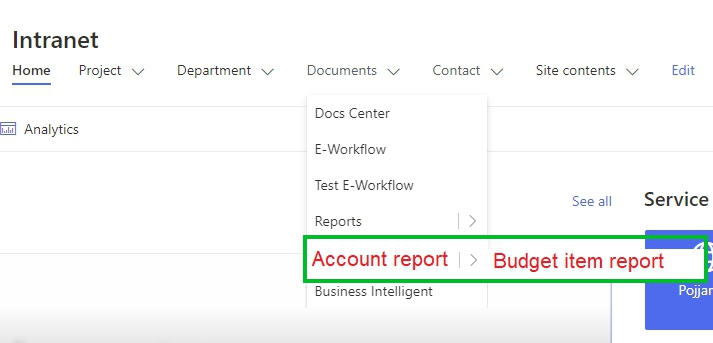 Intranet
Home Project Department Documents Contact Site contents Edit
Analytics
Docs Center
E-Workflow
Test E-Workflow
See all Service
Reports
Account report Budget item report
Business Intelligent